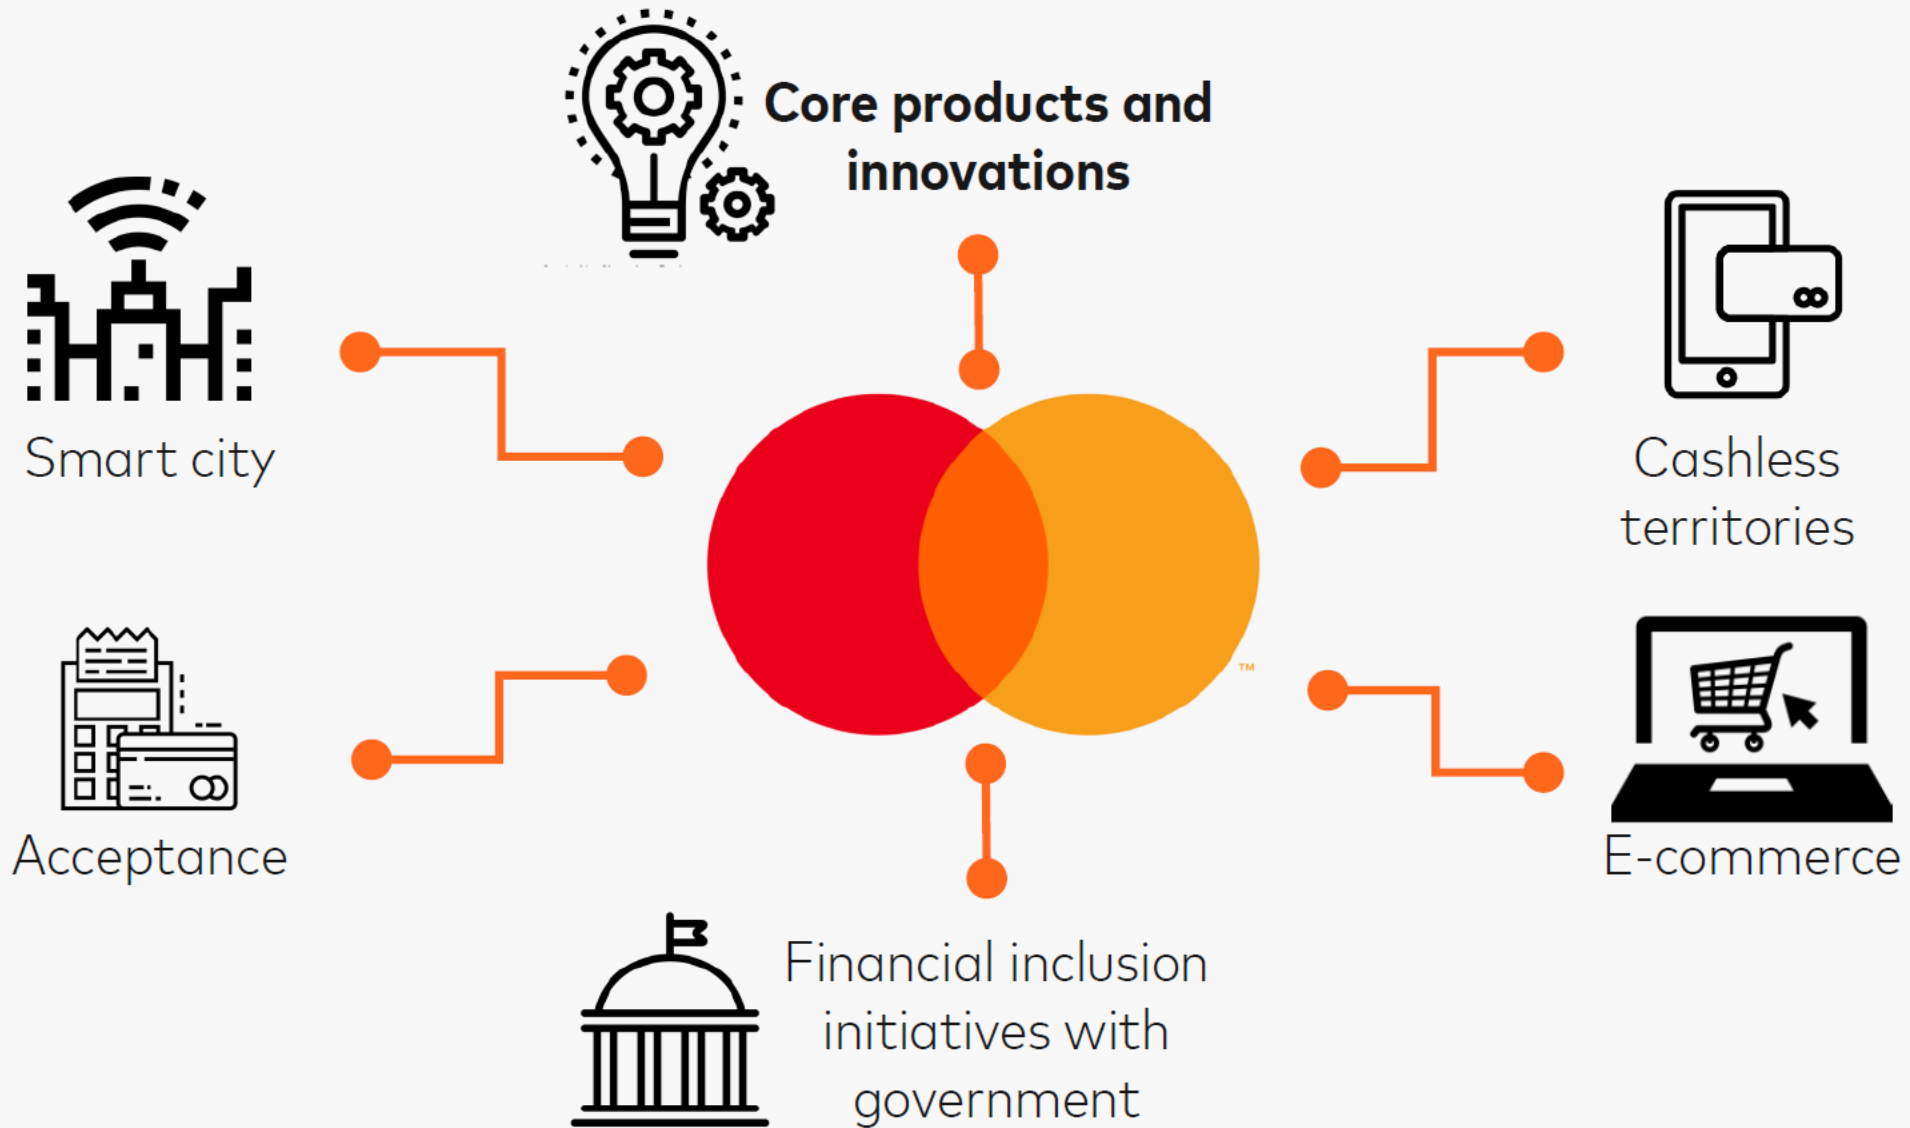 Core products and
innovations
Smart city
Cashless
territories
TM
Acceptance
E-commerce
Financial inclusion
initiatives with
government